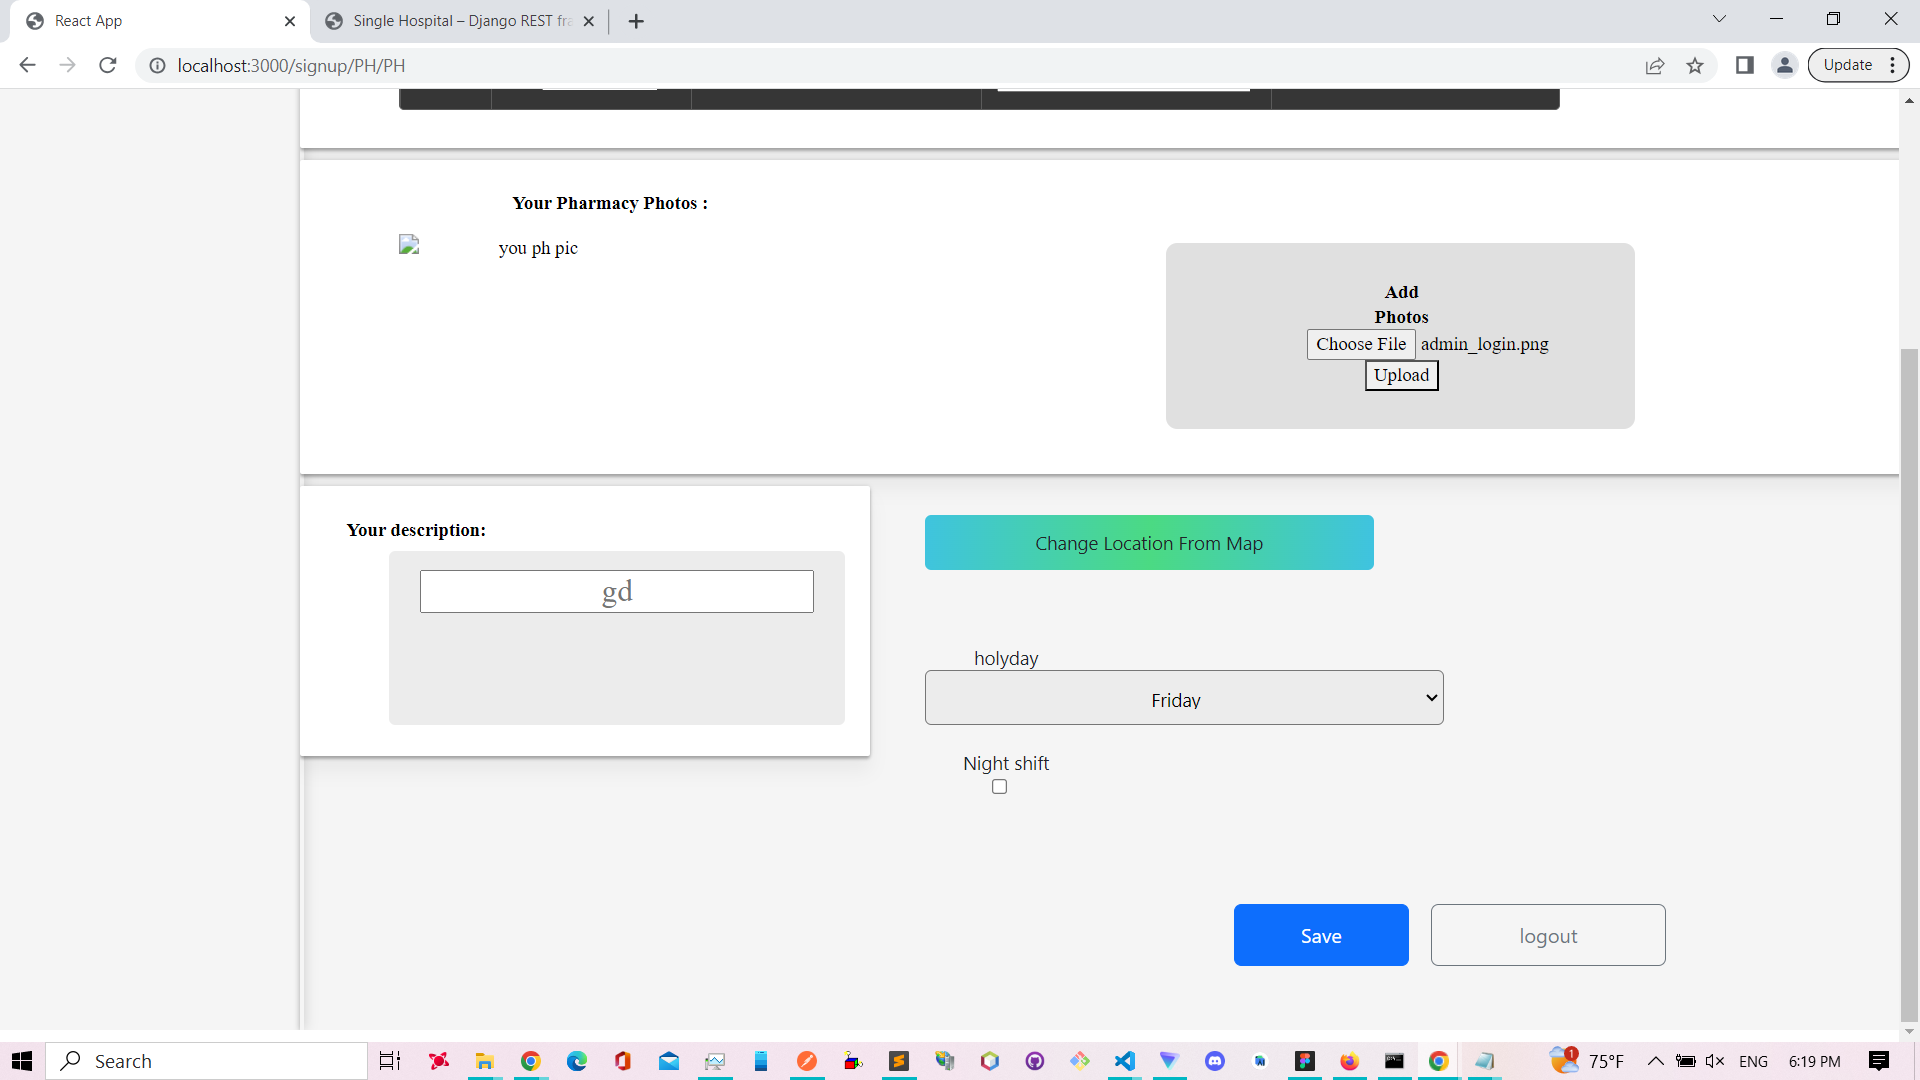 React App
Single Hospital – Django REST fra
localhost:3000/signup/PH/PH
Update
Your Pharmacy Photos :
you ph pic
Add
Photos
Choose File admin_login.png
Upload
Your description:
gd
Change Location From Map
holyday
Friday
Night shift
Save
logout
Search
1
75°F
ENG
6:19 PM